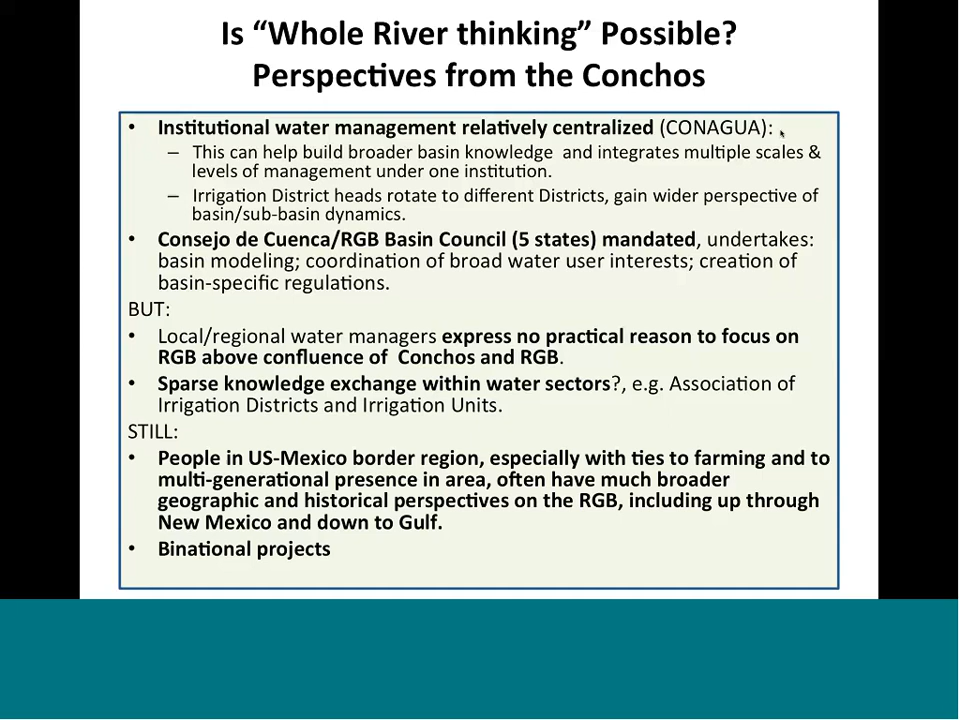 Is “Whole River thinking” Possible?
Perspectives from the Conchos
• Institutional water management relatively centralized (CONAGUA):
– This can help build broader basin knowledge and integrates multiple scales &
levels of management under one institution.
– Irrigation District heads rotate to different Districts, gain wider perspective of
basin/sub-basin dynamics.
• Consejo de Cuenca/RGB Basin Council (5 states) mandated, undertakes:
basin modeling; coordination of broad water user interests; creation of
basin-specific regulations.
BUT:
• Local/regional water managers express no practical reason to focus on
RGB above confluence of Conchos and RGB.
• Sparse knowledge exchange within water sectors?, e.g. Association of
Irrigation Districts and Irrigation Units.
STILL:
• People in US-Mexico border region, especially with ties to farming and to
multi-generational presence in area, often have much broader
geographic and historical perspectives on the RGB, including up through
New Mexico and down to Gulf.
• Binational projects